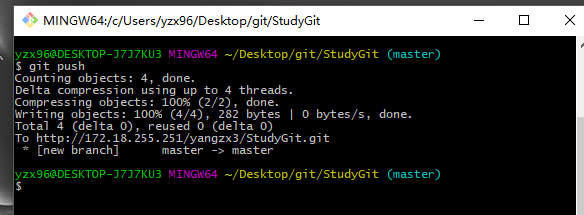 MINGW64:/c/Users/yzx96/Desktop/git/StudyGit
yzx96@DESKTOP-J7J7KU3 MINGW64 ~/Desktop/git/StudyGit (master)
$ git push
Counting objects: 4, done.
Delta compression using up to 4 threads.
Compressing objects: 100% (2/2), done.
Writing objects: 100% (4/4), 282 bytes | 0 bytes/s, done.
Total 4 (delta 0), reused 0 (delta 0)
To http://172.18.255.251/yangzx3/StudyGit.git
 * [new branch]      master -> master
yzx96@DESKTOP-J7J7KU3 MINGW64 ~/Desktop/git/StudyGit (master)
$